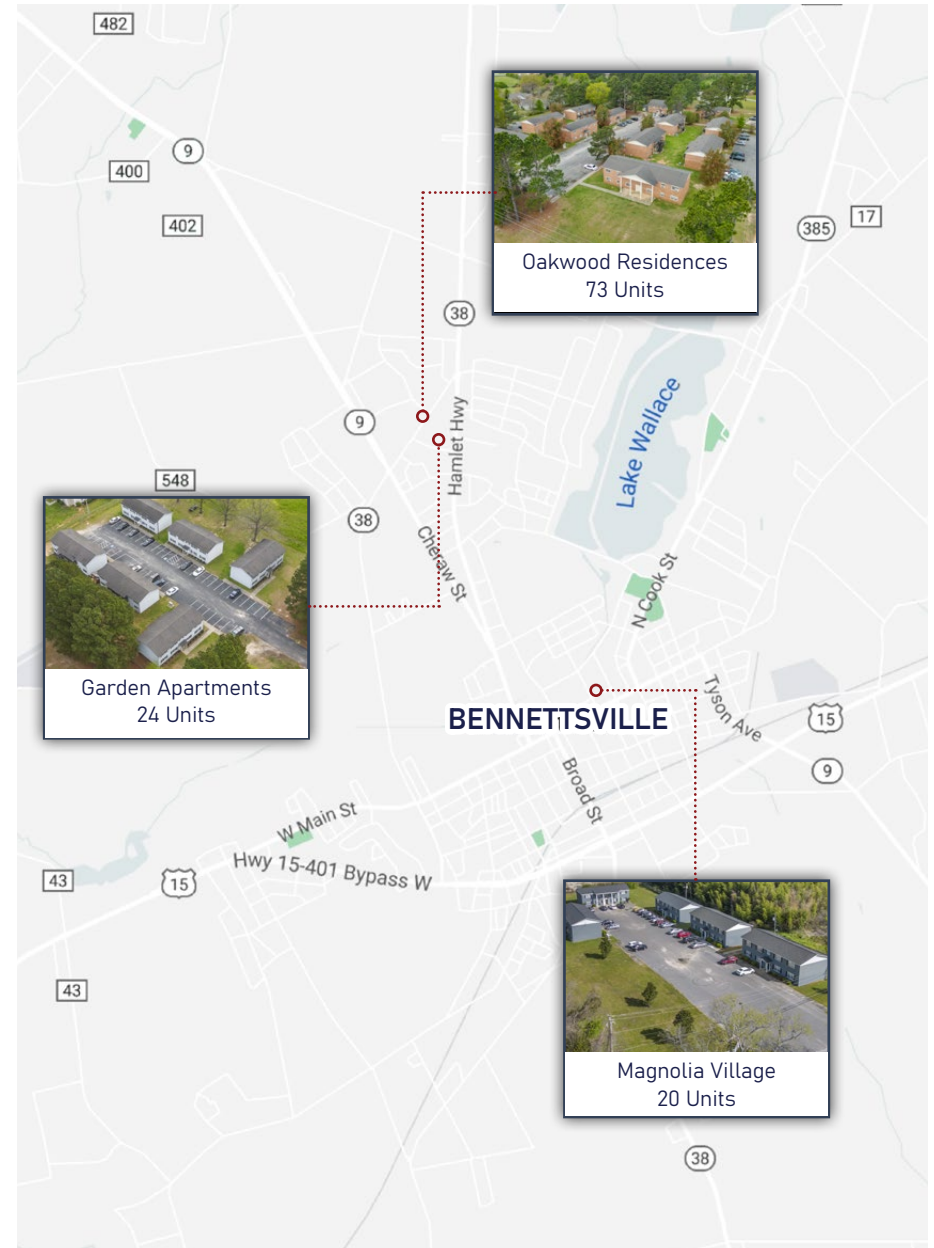 482
9
400
402
385
17
Oakwood Residences
73 Units
38
Lake Wallace
9
Hamlet Hwy
548
38
Cheraw St
N Cook St
Garden Apartments
24 Units
BENNETTSVILLE
Tyson Ave
15
9
Broad St
W Main St
Hwy 15-401 Bypass W
43
15
43
Magnolia Village
20 Units
38